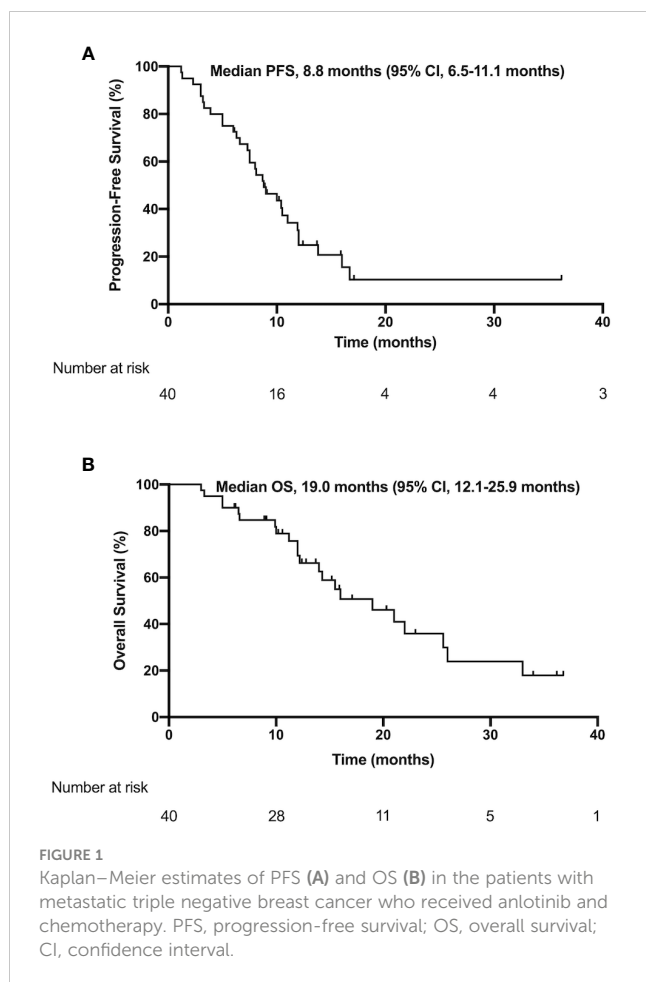 A
Median PFS, 8.8 months (95% CI, 6.5-11.1 months)
Progression-Free Survival (%)
100
80
60
40
20
0
0 10 20 30 40
Time (months)
Number at risk
40 16 4 4 3
B
Median OS, 19.0 months (95% CI, 12.1-25.9 months)
Overall Survival (%)
100
80
60
40
20
0
0 10 20 30 40
Time (months)
Number at risk
40 28 11 5 1
FIGURE 1
Kaplan–Meier estimates of PFS (A) and OS (B) in the patients with
metastatic triple negative breast cancer who received anlotinib and
chemotherapy. PFS, progression-free survival; OS, overall survival;
CI, confidence interval.